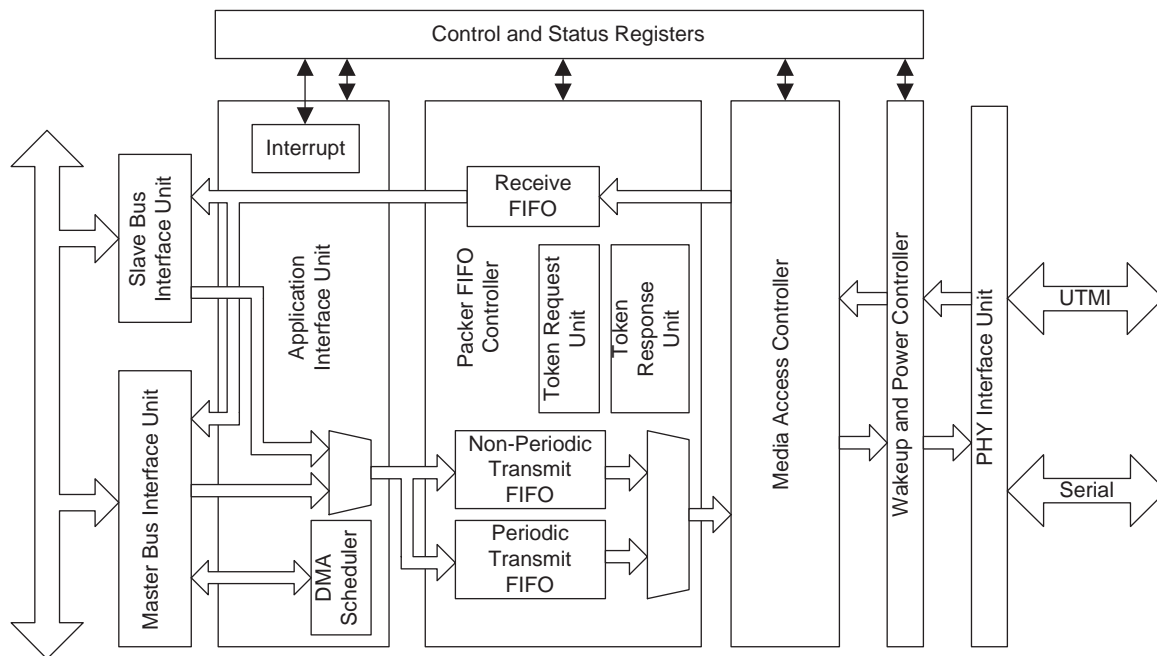 Control and Status Registers
Interrupt
Slave Bus
Interface Unit
Master Bus Interface Unit
Application
Interface Unit
DMA
Scheduler
Receive
FIFO
Packer FIFO
Controller
Token Request
Unit
Token
Response
Unit
Non-Periodic
Transmit
FIFO
Periodic
Transmit
FIFO
Media Access Controller
Wakeup and Power Controller
PHY Interface Unit
UTMI
Serial